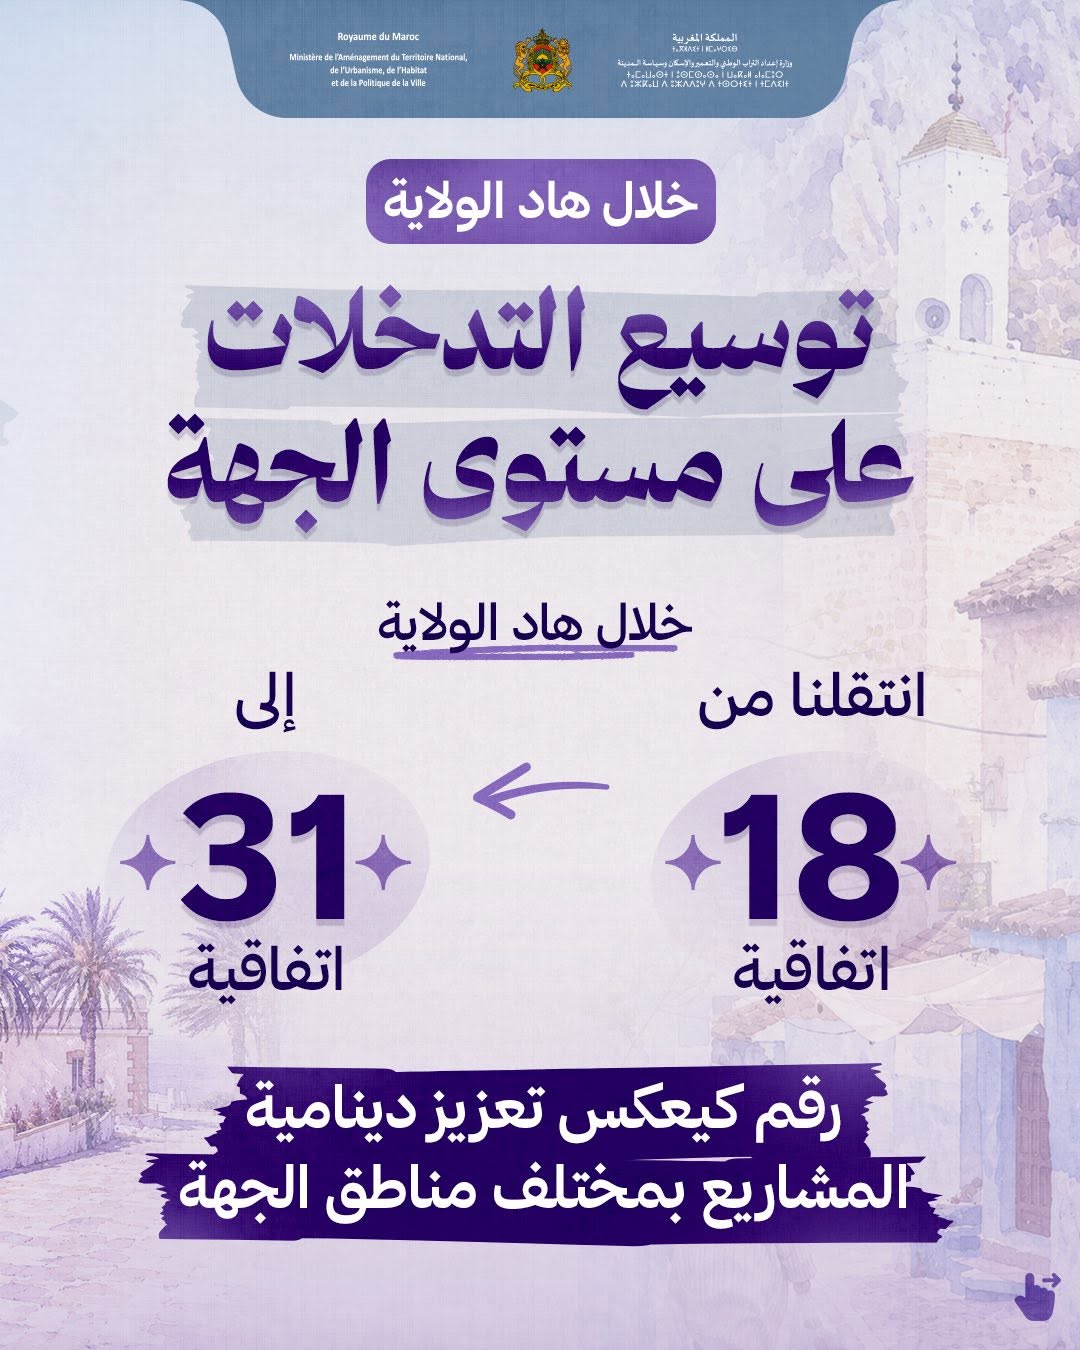 Royaume du Maroc
Ministère de l'Aménagement du Territoire National,
de l'Urbanisme, de l'Habitat
et de la Politique de la Ville
المملكة المغربية
ⵜⴰⴳⵍⴷⵉⵜ ⵏ ⵍⵎⵖⵔⵉⴱ
وزارة إعداد التراب الوطني والتعمير والإسكان وسياسة المدينة
خلال هاد الولاية
توسيع التدخلات
على مستوى الجهة
خلال هاد الولاية
انتقلنا من
إلى
18
31
اتفاقية
اتفاقية
رقم كيعكس تعزيز دينامية
المشاريع بمختلف مناطق الجهة